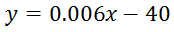 y = 0.006x − 40